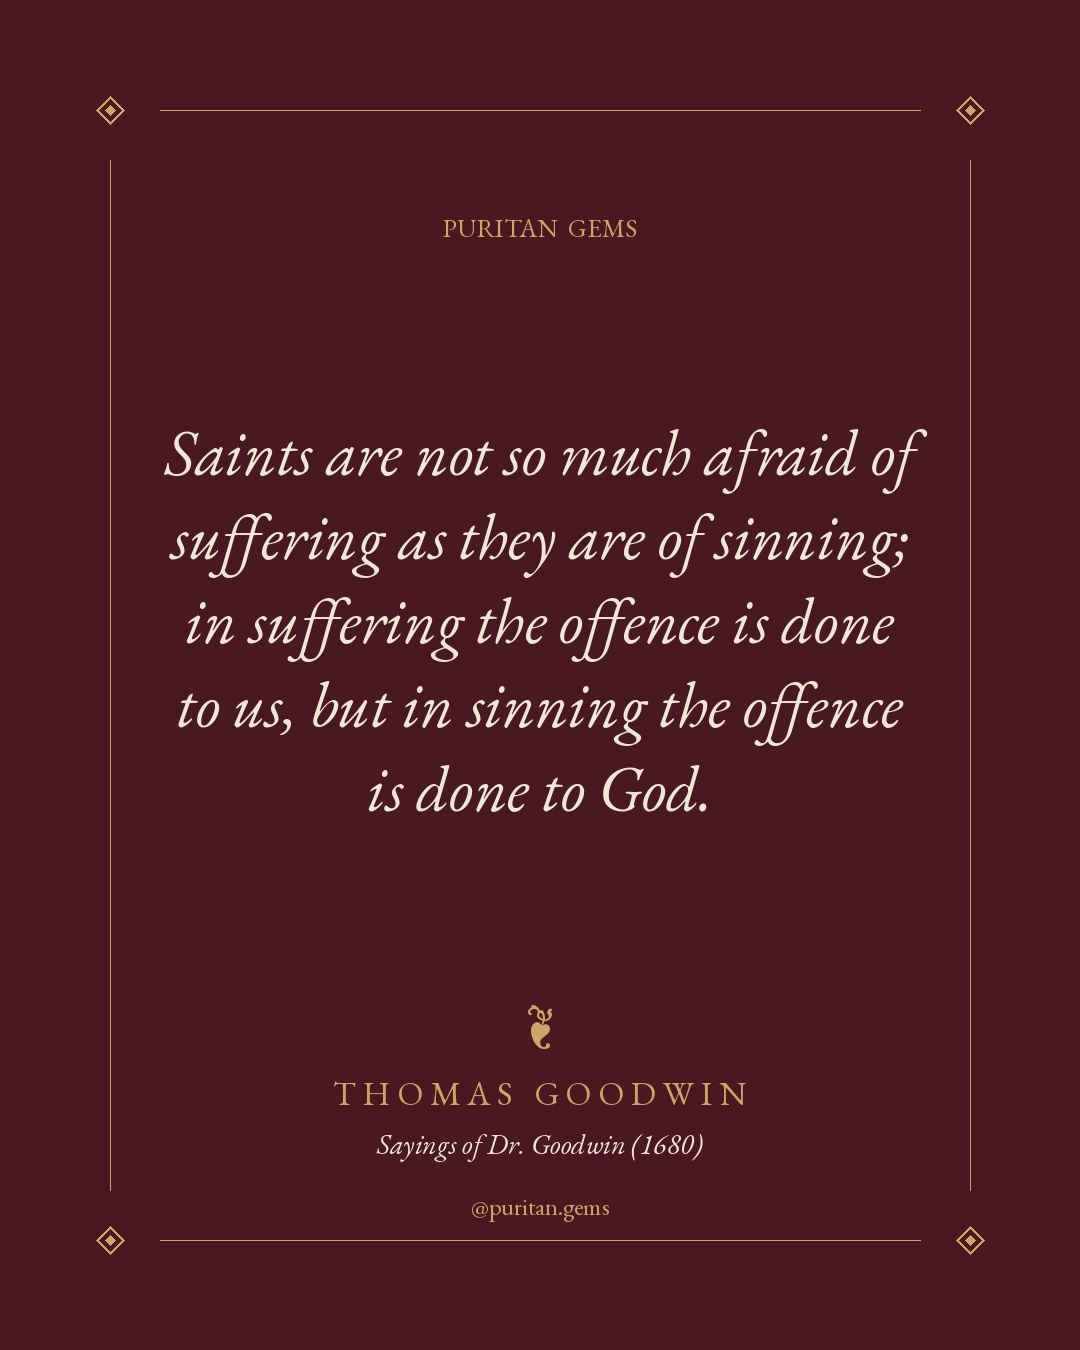 PURITAN GEMS
Saints are not so much afraid of
suffering as they are of sinning;
in suffering the offence is done
to us, but in sinning the offence
is done to God.
THOMAS GOODWIN
Sayings of Dr. Goodwin (1680)
@puritan.gems